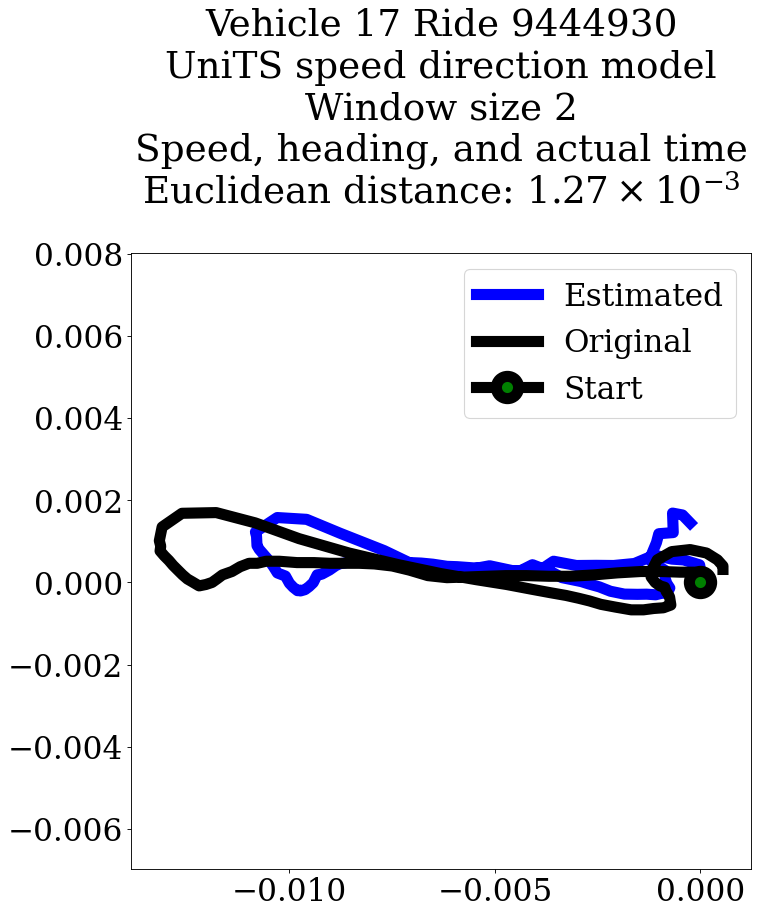 Vehicle 17 Ride 9444930
UniTS speed direction model
Window size 2
Speed, heading, and actual time
Euclidean distance: 1.27 × 10⁻³
0.008
0.006
0.004
0.002
0.000
−0.002
−0.004
−0.006
Estimated
Original
Start
−0.010
−0.005
0.000